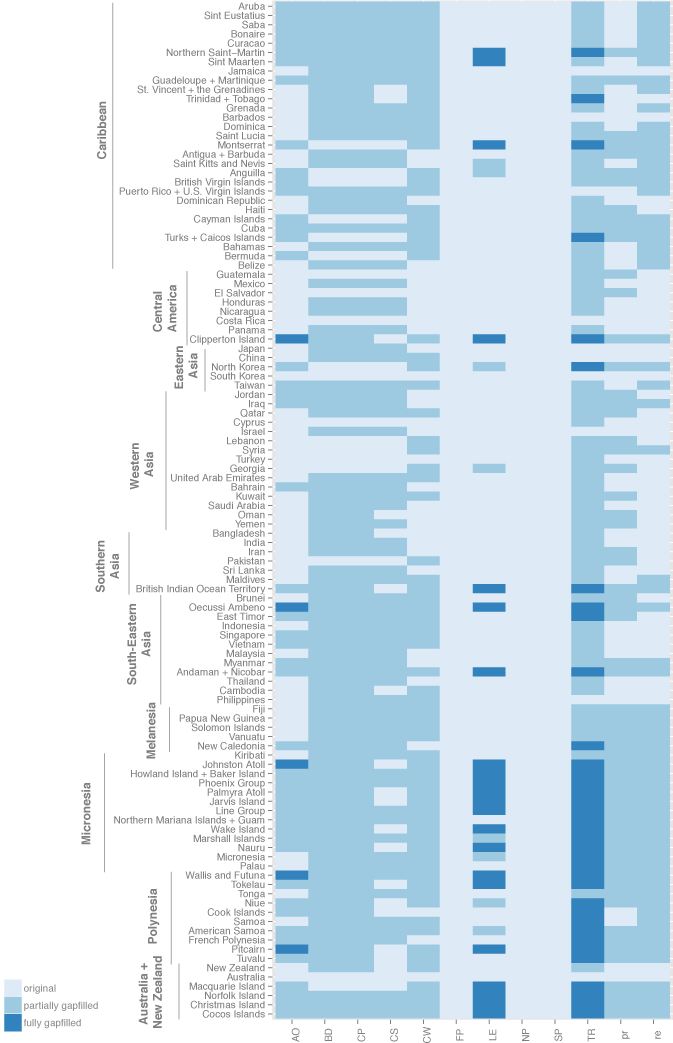 Caribbean
Aruba
Sint Eustatius
Saba
Bonaire
Curacao
Northern Saint-Martin
Sint Maarten
Jamaica
Guadeloupe + Martinique
St. Vincent + the Grenadines
Trinidad + Tobago
Grenada
Barbados
Dominica
Saint Lucia
Montserrat
Antigua + Barbuda
Saint Kitts and Nevis
Anguilla
British Virgin Islands
Puerto Rico + U.S. Virgin Islands
Dominican Republic
Haiti
Cayman Islands
Cuba
Turks + Caicos Islands
Bahamas
Bermuda
Belize
Central
America
Guatemala
Mexico
El Salvador
Honduras
Nicaragua
Costa Rica
Panama
Clipperton Island
Eastern
Asia
Japan
China
North Korea
South Korea
Taiwan
Western
Asia
Jordan
Iraq
Qatar
Cyprus
Israel
Lebanon
Syria
Turkey
Georgia
United Arab Emirates
Bahrain
Kuwait
Saudi Arabia
Oman
Yemen
Southern
Asia
Bangladesh
India
Iran
Pakistan
Sri Lanka
Maldives
British Indian Ocean Territory
South-Eastern
Asia
Brunei
Oecussi Ambeno
East Timor
Indonesia
Singapore
Vietnam
Malaysia
Myanmar
Andaman + Nicobar
Thailand
Cambodia
Philippines
Melanesia
Fiji
Papua New Guinea
Solomon Islands
Vanuatu
New Caledonia
Micronesia
Kiribati
Johnston Atoll
Howland Island + Baker Island
Phoenix Group
Palmyra Atoll
Jarvis Island
Line Group
Northern Mariana Islands + Guam
Wake Island
Marshall Islands
Nauru
Micronesia
Palau
Polynesia
Wallis and Futuna
Tokelau
Tonga
Niue
Cook Islands
Samoa
American Samoa
French Polynesia
Pitcairn
Tuvalu
Australia +
New Zealand
New Zealand
Australia
Macquarie Island
Norfolk Island
Christmas Island
Cocos Islands
original
partially gapfilled
fully gapfilled
AO
BD
CP
CS
CW
FP
LE
NP
SP
TR
pr
re